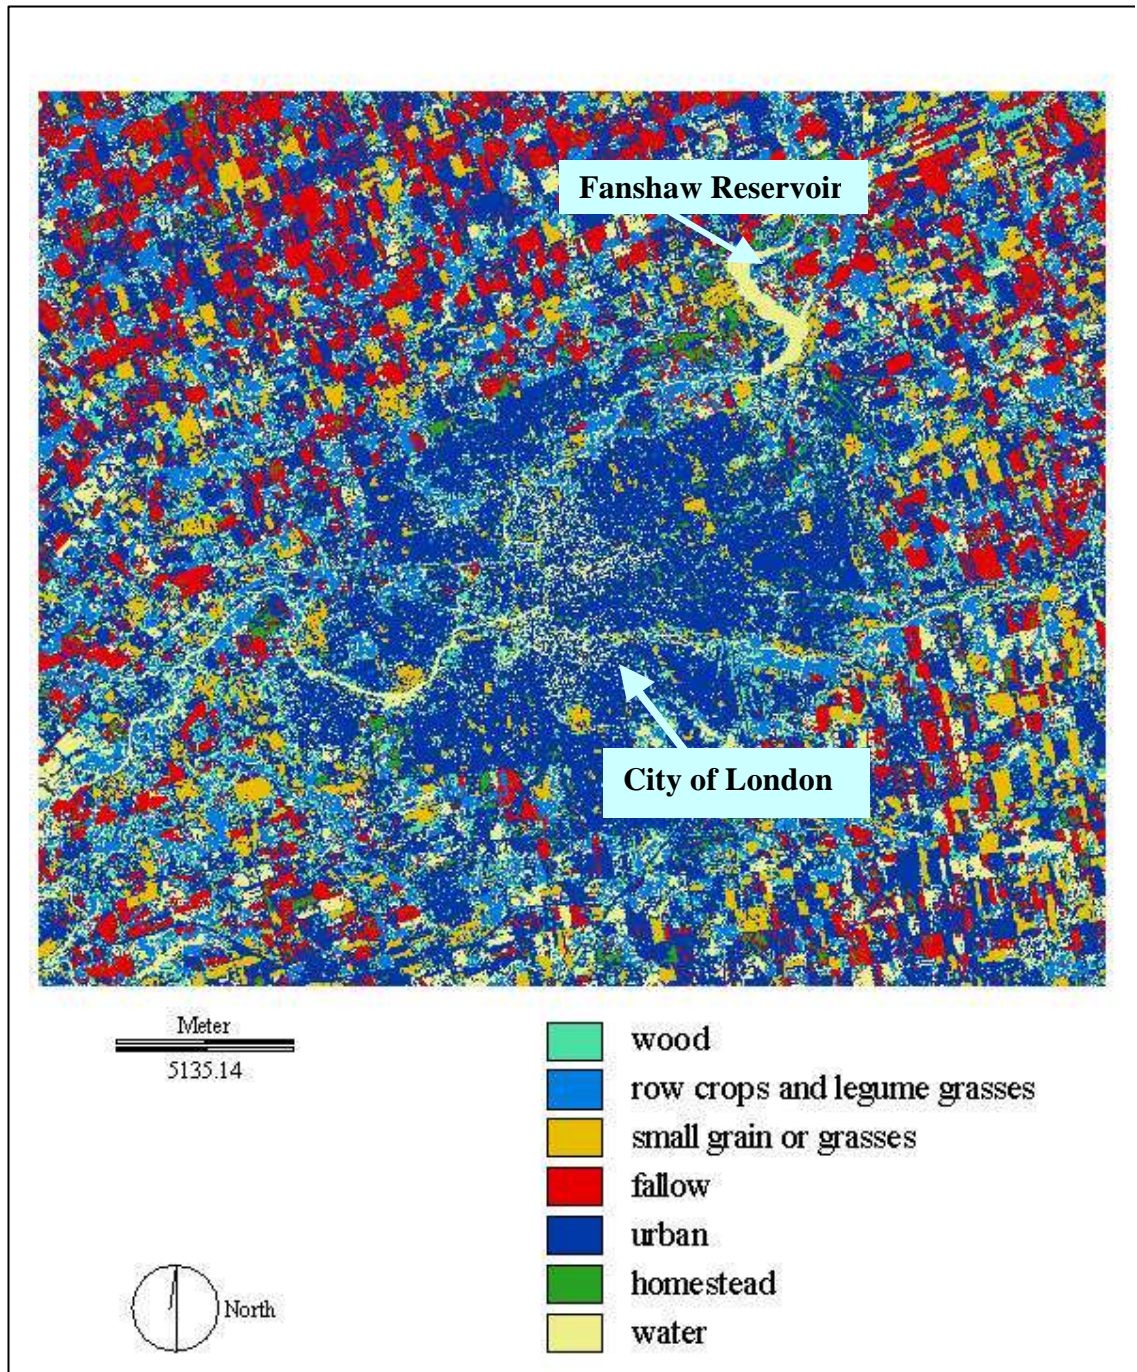 Fanshaw Reservoir
City of London
Meter
5135.14
North
wood
row crops and legume grasses
small grain or grasses
fallow
urban
homestead
water